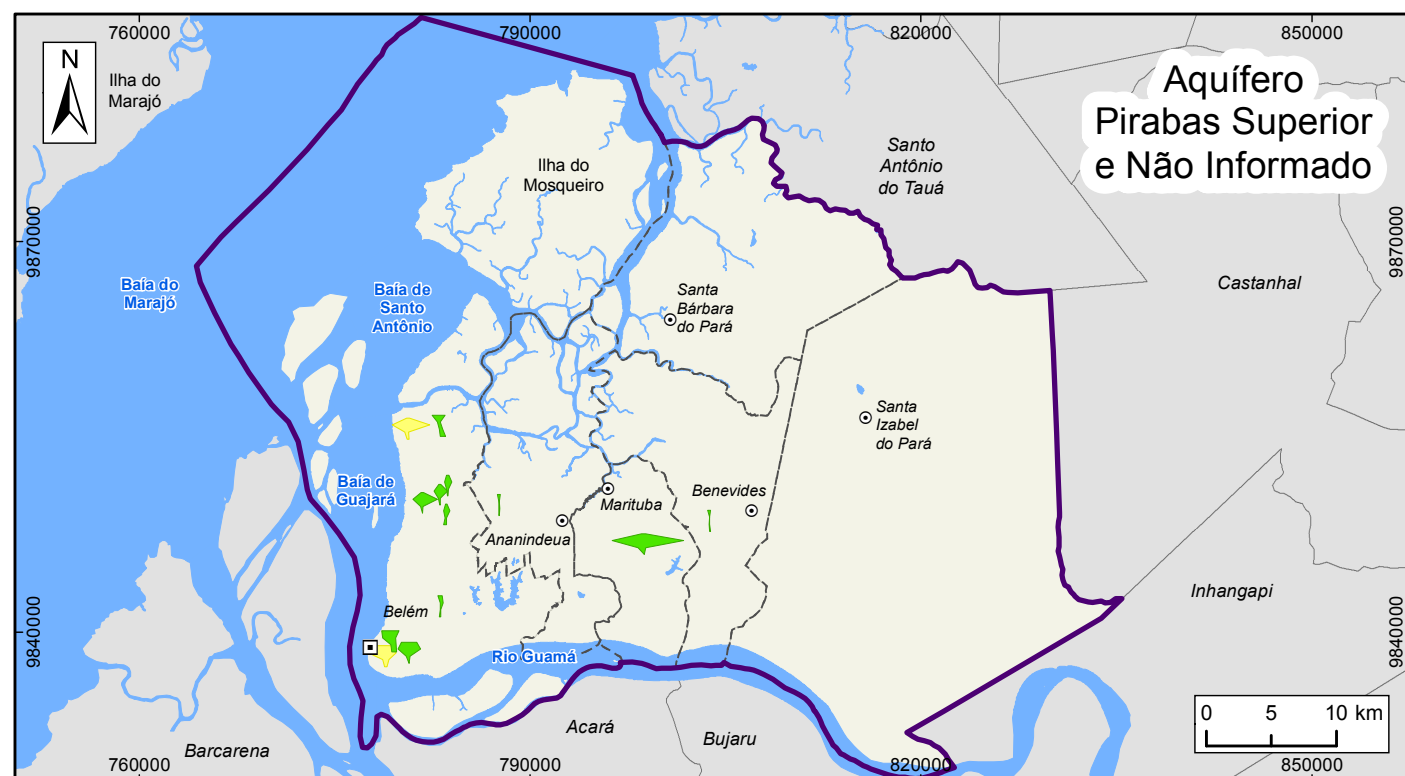 760000
790000
820000
850000
N
Ilha do
Marajó
Aquífero
Pirabas Superior
e Não Informado
Santo
Antônio
do Tauá
Ilha do
Mosqueiro
9870000
9870000
Baía do
Marajó
Baía de
Santo
Antônio
Santa
Bárbara
do Pará
Castanhal
Santa
Izabel
do Pará
Baía de
Guajará
Marituba
Benevides
Ananindeua
Inhangapi
Belém
9840000
9840000
Rio Guamá
Acará
Bujaru
Barcarena
0 5 10 km
760000
790000
820000
850000